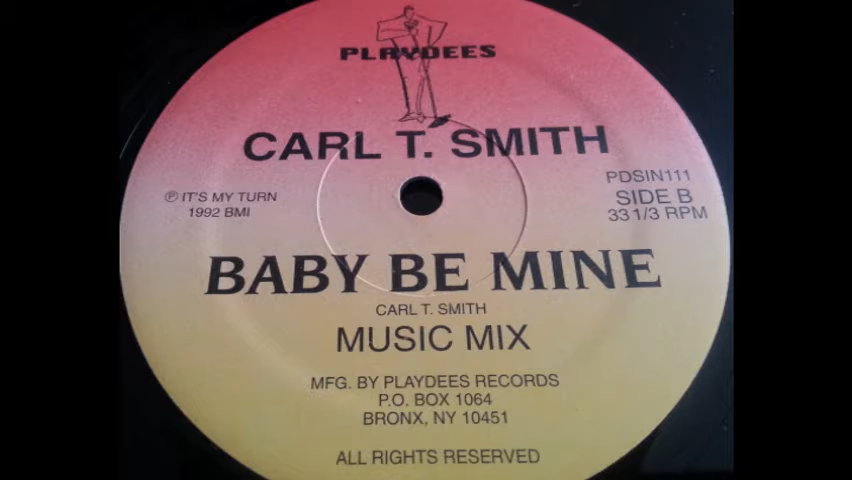 PLAYDEES
CARL T. SMITH
℗ IT'S MY TURN
1992 BMI
PDSIN111
SIDE B
33 1/3 RPM
BABY BE MINE
CARL T. SMITH
MUSIC MIX
MFG. BY PLAYDEES RECORDS
P.O. BOX 1064
BRONX, NY 10451
ALL RIGHTS RESERVED